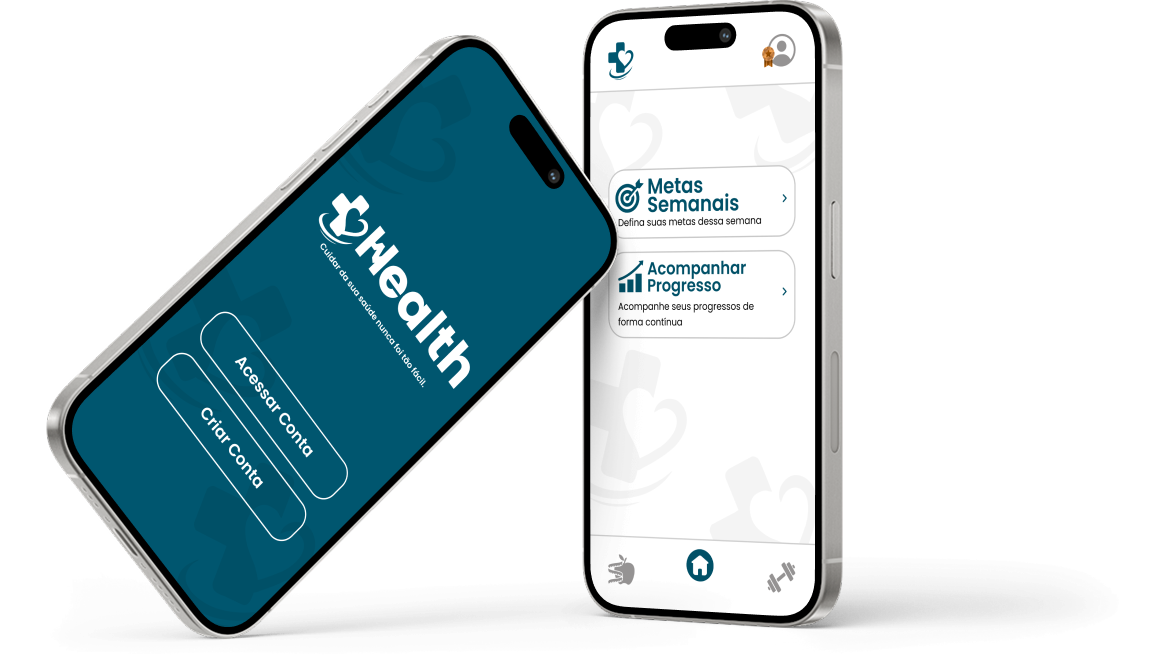 Wealth
Cuidar da sua saúde nunca foi tão fácil.
Acessar Conta
Criar Conta
Metas
Semanais
Defina suas metas dessa semana
Acompanhar
Progresso
Acompanhe seus progressos de
forma contínua